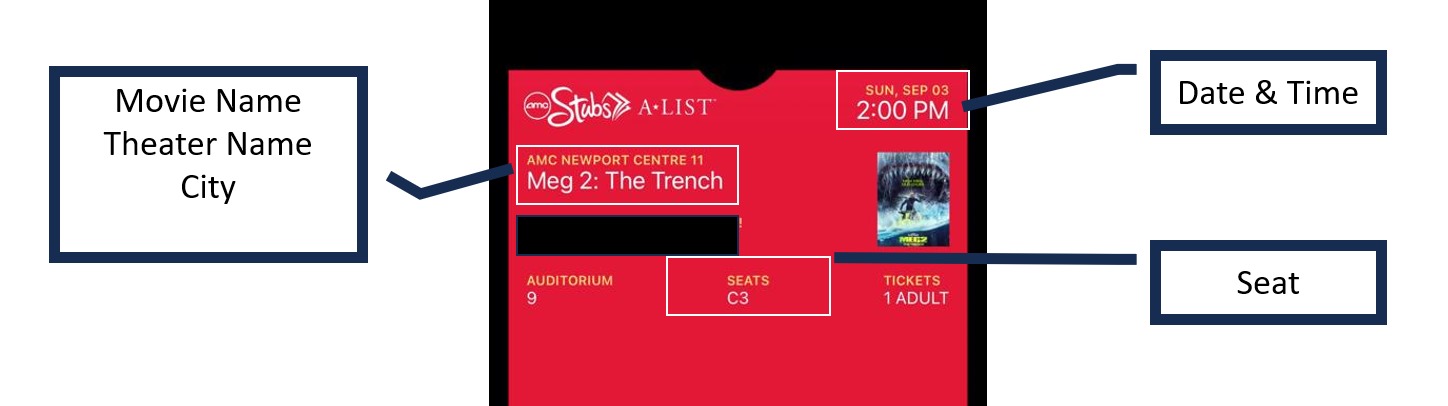 Movie Name
Theater Name
City
amc Stubs A★LIST
SUN, SEP 03
2:00 PM
AMC NEWPORT CENTRE 11
Meg 2: The Trench
MEG2
AUDITORIUM
9
SEATS
C3
TICKETS
1 ADULT
Date & Time
Seat